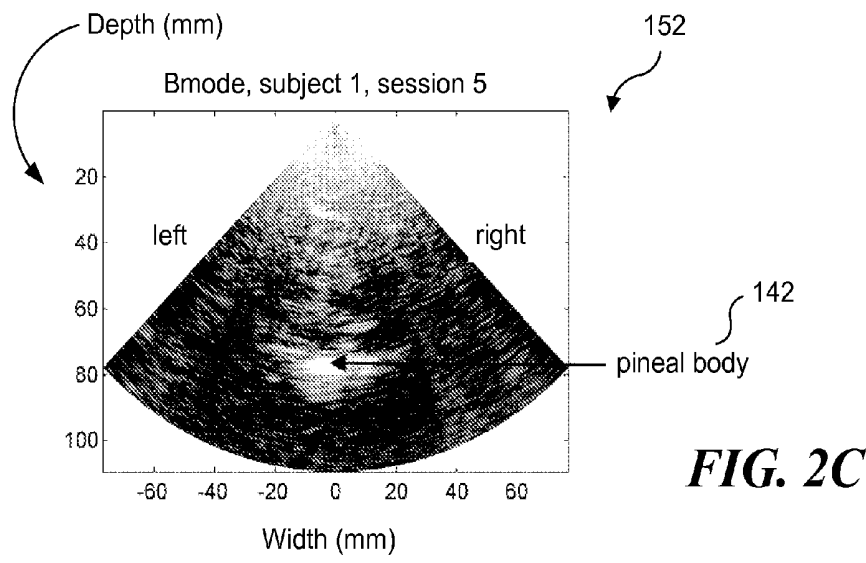 Depth (mm)
152
Bmode, subject 1, session 5
20
left
right
40
60
142
80
pineal body
100
FIG. 2C
-60 -40 -20 0 20 40 60
Width (mm)